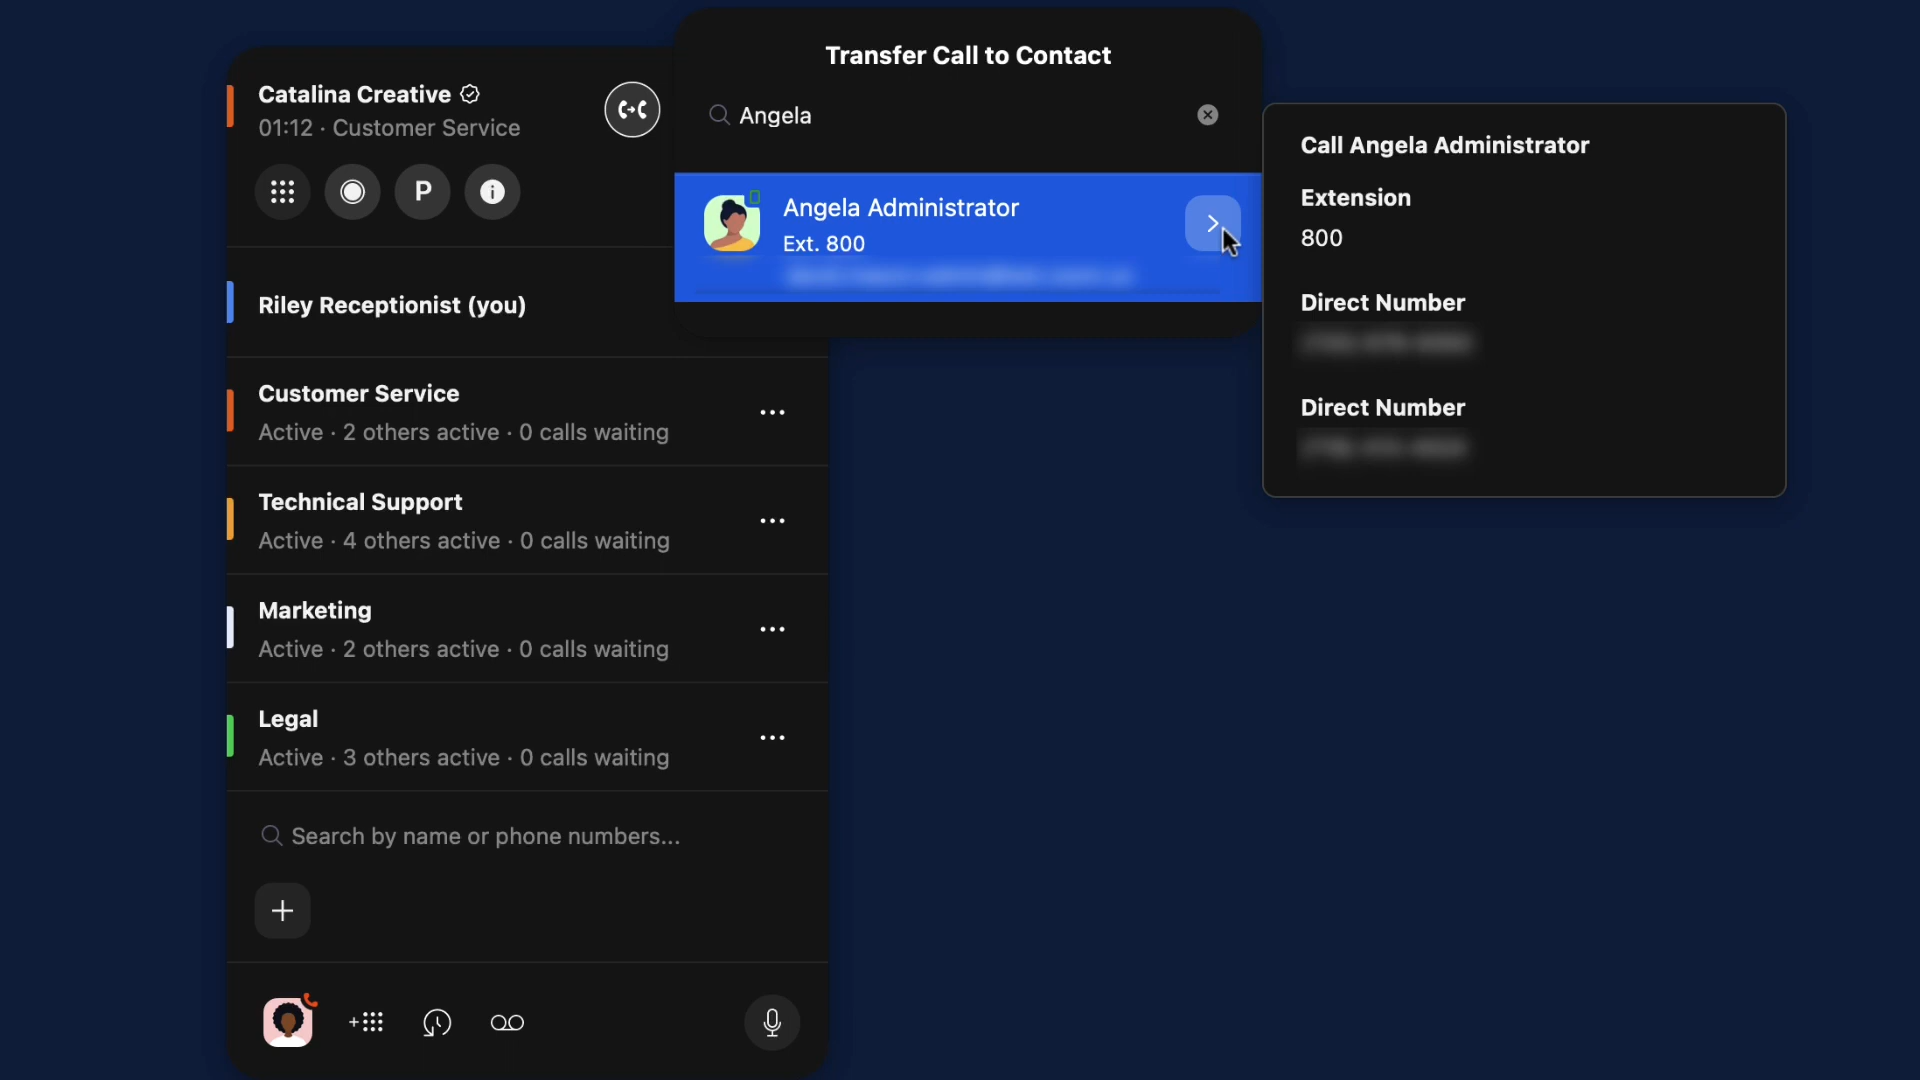 Transfer Call to Contact
Angela
Angela Administrator
Ext. 800
Call Angela Administrator
Extension
800
Direct Number
Direct Number
Catalina Creative
01:12 · Customer Service
P
Riley Receptionist (you)
Customer Service
Active · 2 others active · 0 calls waiting
Technical Support
Active · 4 others active · 0 calls waiting
Marketing
Active · 2 others active · 0 calls waiting
Legal
Active · 3 others active · 0 calls waiting
Search by name or phone numbers...